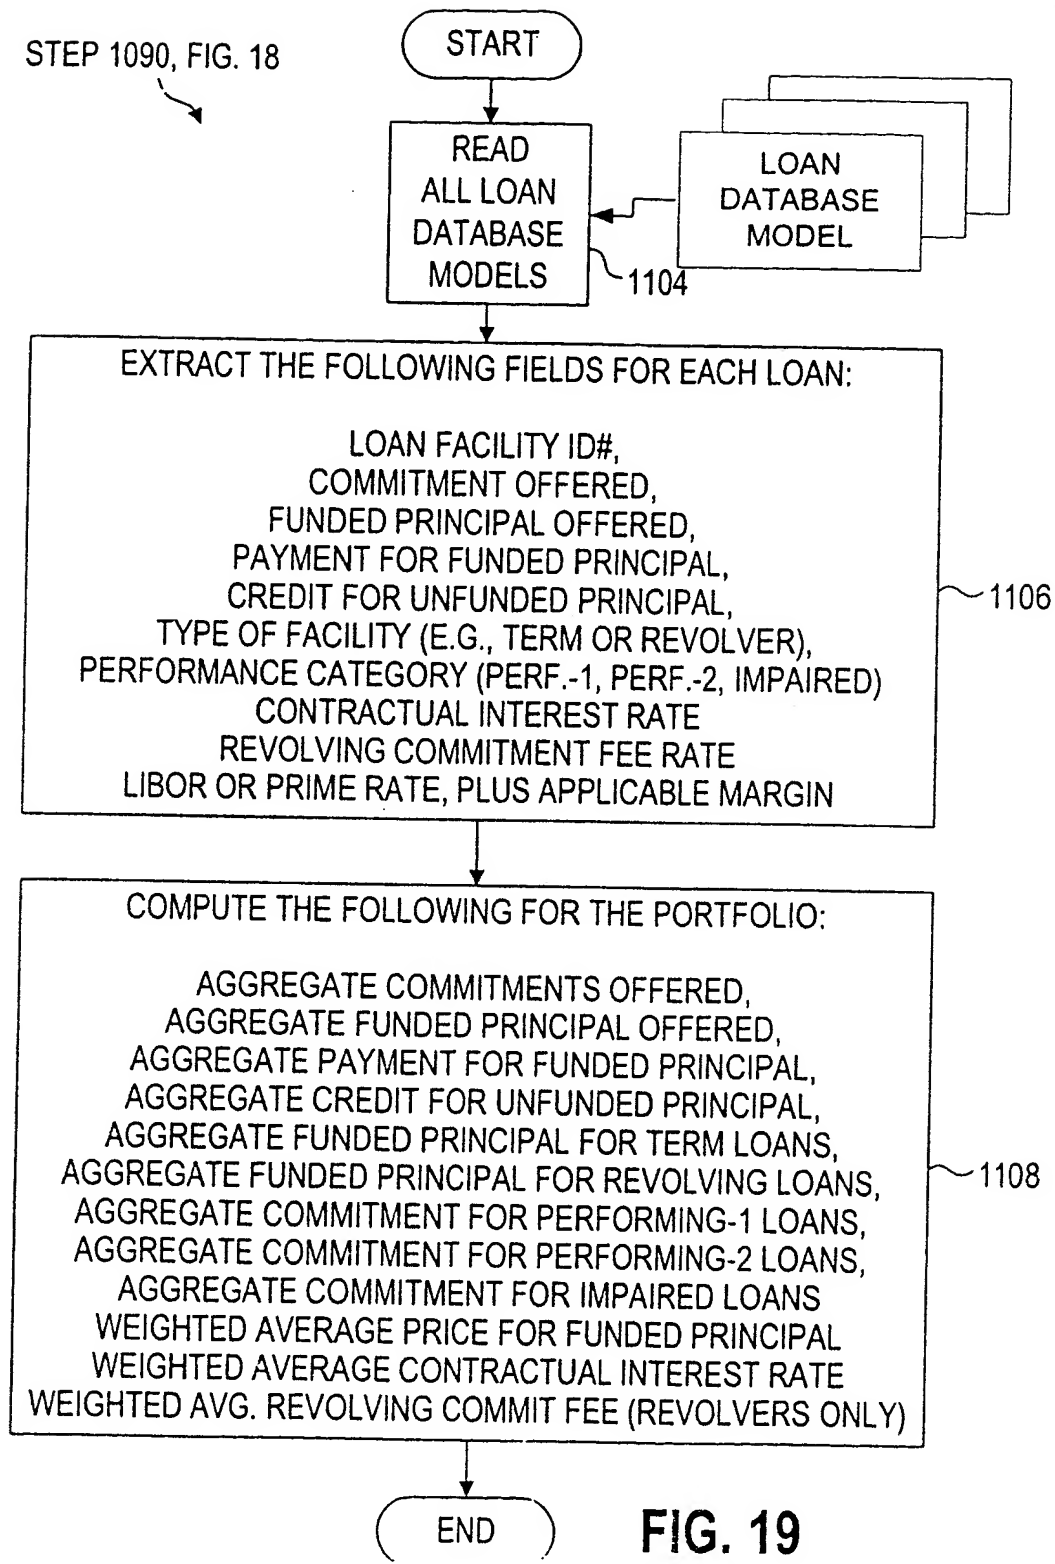 STEP 1090, FIG. 18
START
READ
ALL LOAN
DATABASE
MODELS
LOAN
DATABASE
MODEL
1104
EXTRACT THE FOLLOWING FIELDS FOR EACH LOAN:
LOAN FACILITY ID#,
COMMITMENT OFFERED,
FUNDED PRINCIPAL OFFERED,
PAYMENT FOR FUNDED PRINCIPAL,
CREDIT FOR UNFUNDED PRINCIPAL,
TYPE OF FACILITY (E.G., TERM OR REVOLVER),
PERFORMANCE CATEGORY (PERF.-1, PERF.-2, IMPAIRED)
CONTRACTUAL INTEREST RATE
REVOLVING COMMITMENT FEE RATE
LIBOR OR PRIME RATE, PLUS APPLICABLE MARGIN
1106
COMPUTE THE FOLLOWING FOR THE PORTFOLIO:
AGGREGATE COMMITMENTS OFFERED,
AGGREGATE FUNDED PRINCIPAL OFFERED,
AGGREGATE PAYMENT FOR FUNDED PRINCIPAL,
AGGREGATE CREDIT FOR UNFUNDED PRINCIPAL,
AGGREGATE FUNDED PRINCIPAL FOR TERM LOANS,
AGGREGATE FUNDED PRINCIPAL FOR REVOLVING LOANS,
AGGREGATE COMMITMENT FOR PERFORMING-1 LOANS,
AGGREGATE COMMITMENT FOR PERFORMING-2 LOANS,
AGGREGATE COMMITMENT FOR IMPAIRED LOANS
WEIGHTED AVERAGE PRICE FOR FUNDED PRINCIPAL
WEIGHTED AVERAGE CONTRACTUAL INTEREST RATE
WEIGHTED AVG. REVOLVING COMMIT FEE (REVOLVERS ONLY)
1108
END
FIG. 19